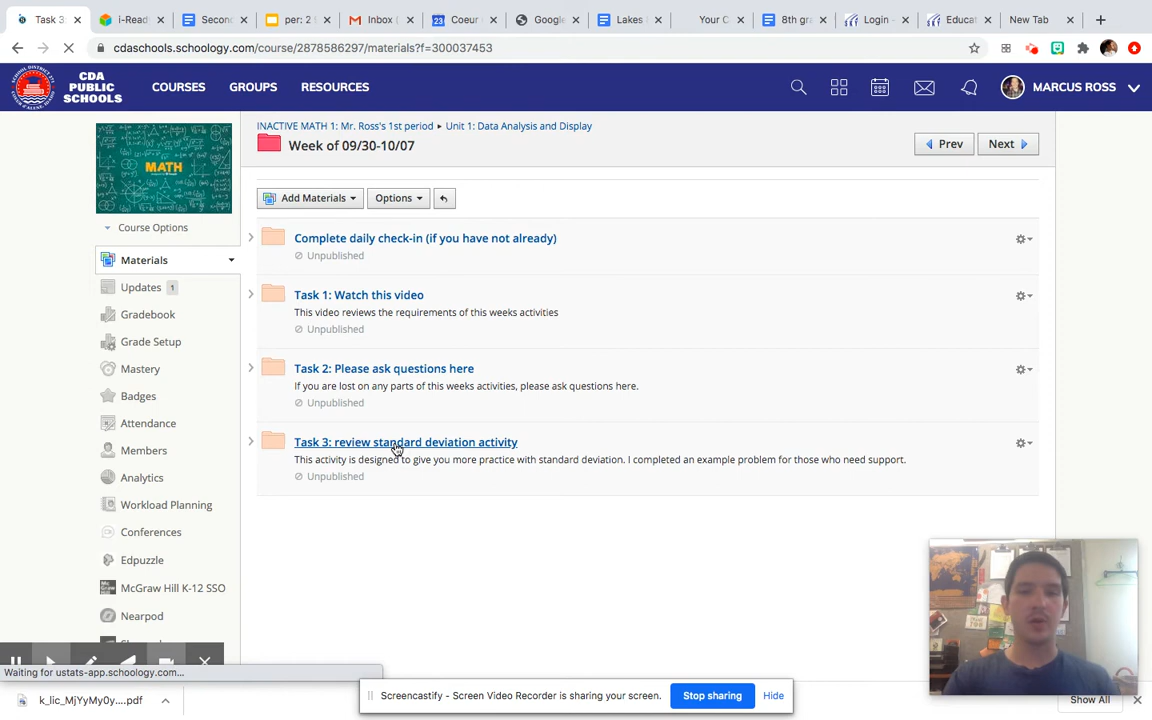 Task 3:
i-Read
Secon
per: 2
Inbox (
Coeur
Google
Lakes &
Your C
8th gra
Login -
Educat
New Tab
cdaschools.schoology.com/course/2878586297/materials?f=300037453
CDA
PUBLIC
SCHOOLS
COURSES
GROUPS
RESOURCES
MARCUS ROSS
INACTIVE MATH 1: Mr. Ross's 1st period ▸ Unit 1: Data Analysis and Display
Week of 09/30-10/07
Prev
Next
MATH
Course Options
Materials
Updates 1
Gradebook
Grade Setup
Mastery
Badges
Attendance
Members
Analytics
Workload Planning
Conferences
Edpuzzle
McGraw Hill K-12 SSO
Nearpod
Add Materials
Options
Complete daily check-in (if you have not already)
Unpublished
Task 1: Watch this video
This video reviews the requirements of this weeks activities
Unpublished
Task 2: Please ask questions here
If you are lost on any parts of this weeks activities, please ask questions here.
Unpublished
Task 3: review standard deviation activity
This activity is designed to give you more practice with standard deviation. I completed an example problem for those who need support.
Unpublished
Waiting for ustats-app.schoology.com...
k_lic_MjYyMy0y....pdf
Screencastify - Screen Video Recorder is sharing your screen.
Stop sharing
Hide
Show All